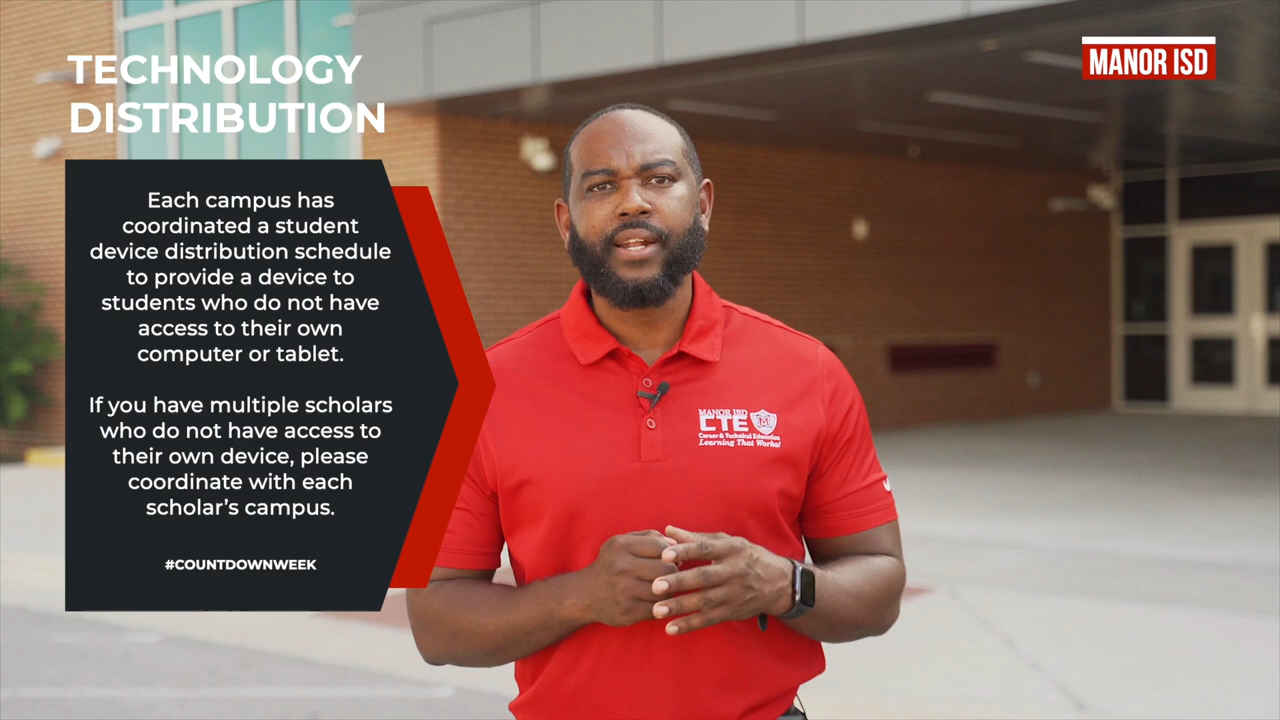 TECHNOLOGY
DISTRIBUTION
MANOR ISD
Each campus has
coordinated a student
device distribution schedule
to provide a device to
students who do not have
access to their own
computer or tablet.
If you have multiple scholars
who do not have access to
their own device, please
coordinate with each
scholar’s campus.
#COUNTDOWNWEEK
MANOR ISD
CTE
Career & Technical Education
Learning That Works!
M